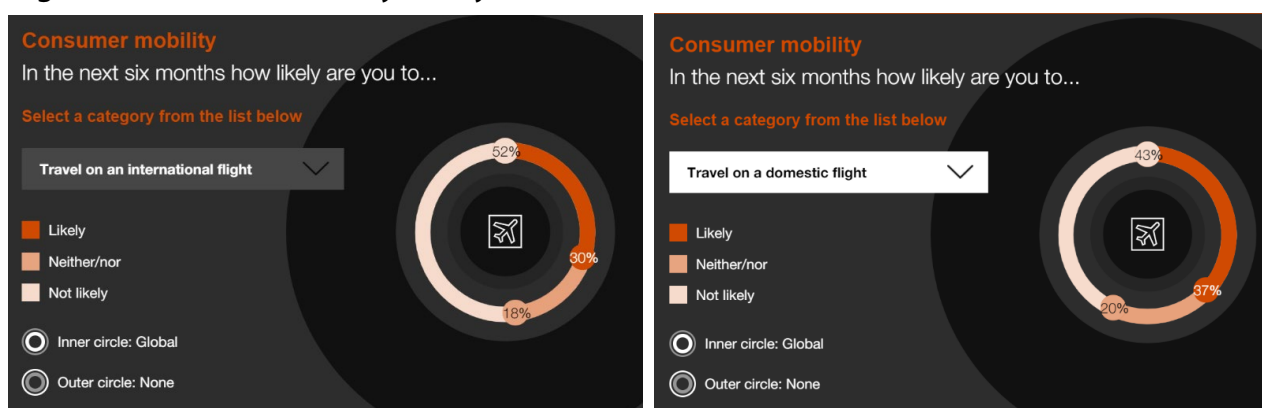 Consumer mobility
In the next six months how likely are you to...
Select a category from the list below
Travel on an international flight
Likely
Neither/nor
Not likely
Inner circle: Global
Outer circle: None
52%
30%
18%
Consumer mobility
In the next six months how likely are you to...
Select a category from the list below
Travel on a domestic flight
Likely
Neither/nor
Not likely
Inner circle: Global
Outer circle: None
43%
37%
20%